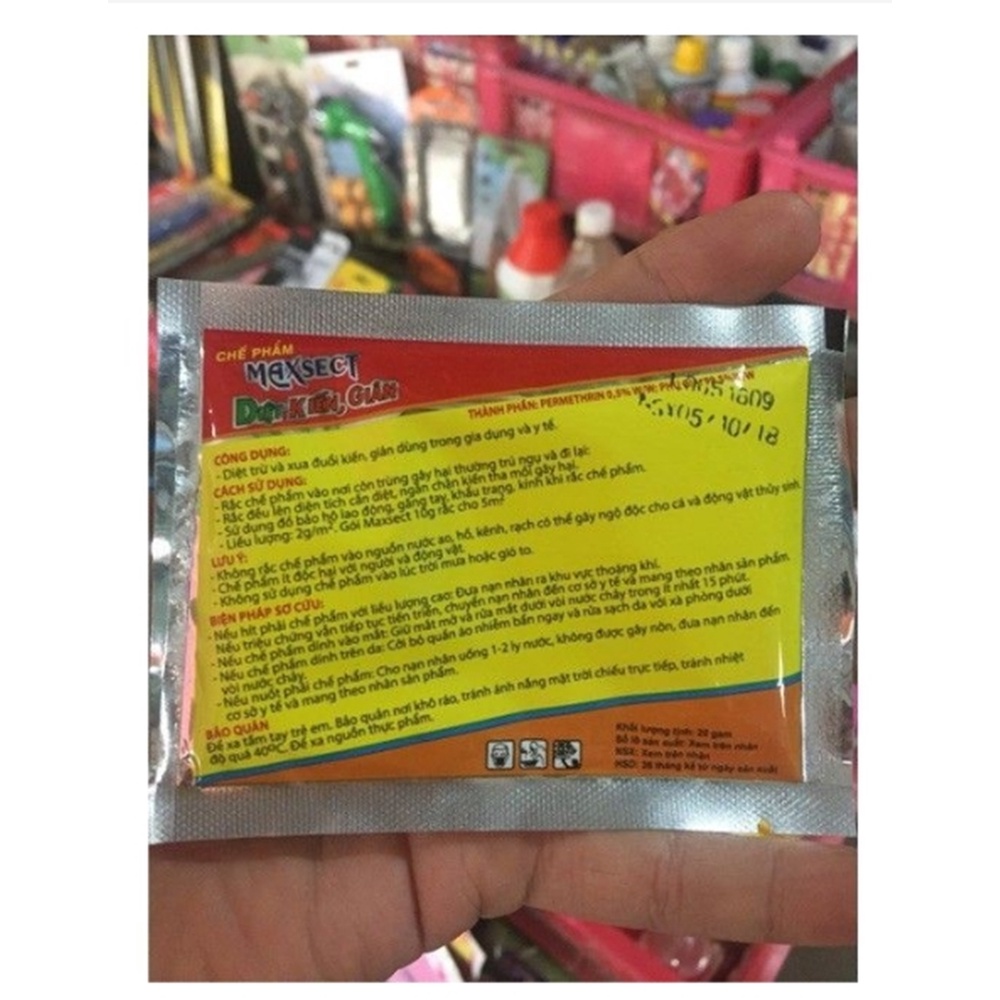 CHẾ PHẨM
MAXSECT
DIỆT KIẾN, GIÁN
THÀNH PHẦN: PERMETHRIN 0,5% W/W;
051609
NSX05/10/18
CÔNG DỤNG:
- Diệt trừ và xua đuổi kiến, gián dùng trong gia dụng và y tế.
CÁCH SỬ DỤNG:
- Rắc chế phẩm vào nơi côn trùng gây hại thường trú ngụ và đi lại:
- Rắc đều lên diện tích cần diệt, ngăn chặn kiến tha mồi gây hại.
- Sử dụng đồ bảo hộ lao động, găng tay, khẩu trang, kính khi rắc chế phẩm.
- Liều lượng: 2g/m². Gói Maxsect 10g rắc cho 5m²
LƯU Ý:
- Không rắc chế phẩm vào nguồn nước ao, hồ, kênh, rạch có thể gây ngộ độc cho cá và động vật thủy sinh
- Chế phẩm ít độc hại với người và động vật.
- Không sử dụng chế phẩm vào lúc trời mưa hoặc gió to.
BIỆN PHÁP SƠ CỨU:
- Nếu hít phải chế phẩm với liều lượng cao: Đưa nạn nhân ra khu vực thoáng khí.
Nếu triệu chứng vẫn tiếp tục tiến triển, chuyển nạn nhân đến cơ sở y tế và mang theo nhãn sản phẩm.
- Nếu chế phẩm dính vào mắt: Giữ mắt mở và rửa mắt dưới vòi nước chảy trong ít nhất 15 phút.
- Nếu chế phẩm dính trên da: Cởi bỏ quần áo nhiễm bẩn ngay và rửa sạch da với xà phòng dưới
vòi nước chảy.
- Nếu nuốt phải chế phẩm: Cho nạn nhân uống 1-2 ly nước, không được gây nôn, đưa nạn nhân đến
cơ sở y tế và mang theo nhãn sản phẩm.
BẢO QUẢN
Để xa tầm tay trẻ em. Bảo quản nơi khô ráo, tránh ánh nắng mặt trời chiếu trực tiếp, tránh nhiệt
độ quá 40ºC. Để xa nguồn thực phẩm.
Khối lượng tịnh: 20 gam
Số lô sản xuất: Xem trên nhãn
NSX: Xem trên nhãn
HSD: 36 tháng kể từ ngày sản xuất